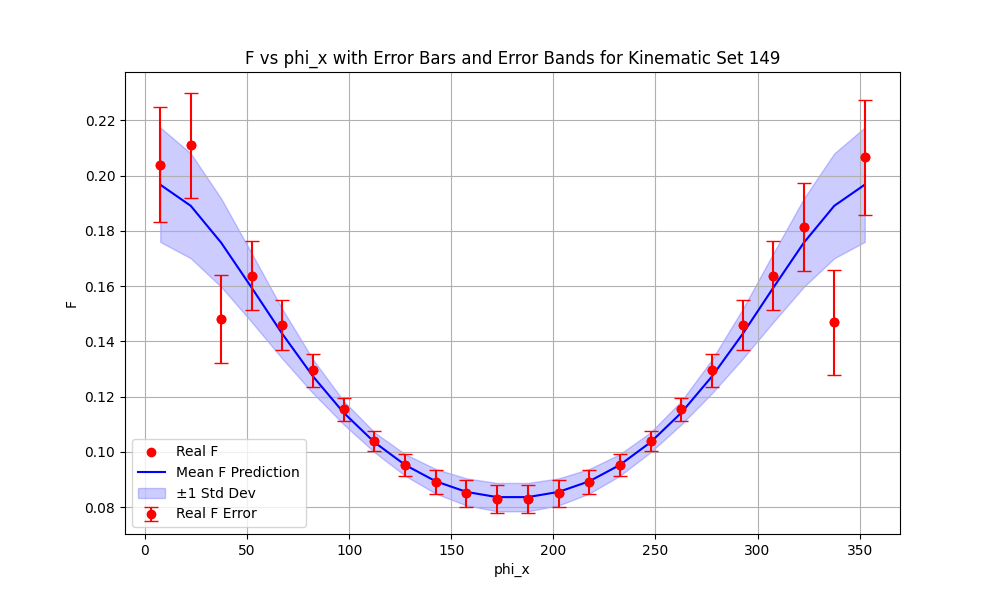 F vs phi_x with Error Bars and Error Bands for Kinematic Set 149
F
0.22
0.20
0.18
0.16
0.14
0.12
0.10
0.08
Real F
Mean F Prediction
±1 Std Dev
Real F Error
0 50 100 150 200 250 300 350
phi_x